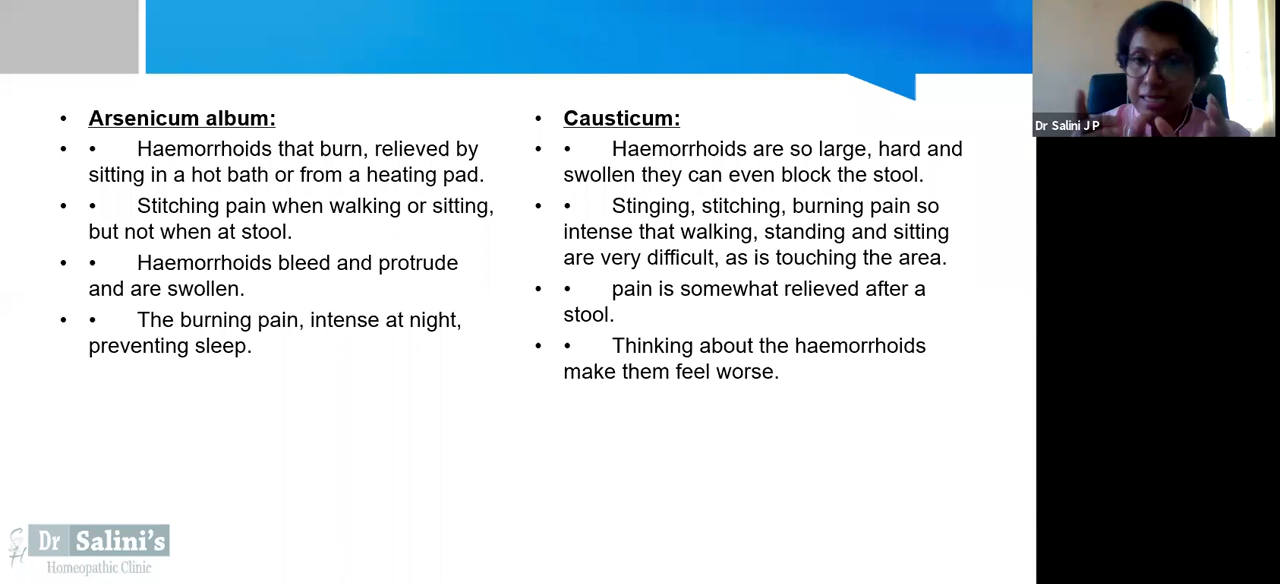 • Arsenicum album:
• • Haemorrhoids that burn, relieved by
sitting in a hot bath or from a heating pad.
• • Stitching pain when walking or sitting,
but not when at stool.
• • Haemorrhoids bleed and protrude
and are swollen.
• • The burning pain, intense at night,
preventing sleep.
• Causticum:
• • Haemorrhoids are so large, hard and
swollen they can even block the stool.
• • Stinging, stitching, burning pain so
intense that walking, standing and sitting
are very difficult, as is touching the area.
• • pain is somewhat relieved after a
stool.
• • Thinking about the haemorrhoids
make them feel worse.
Dr Salini J P
Dr Salini's
Homeopathic Clinic